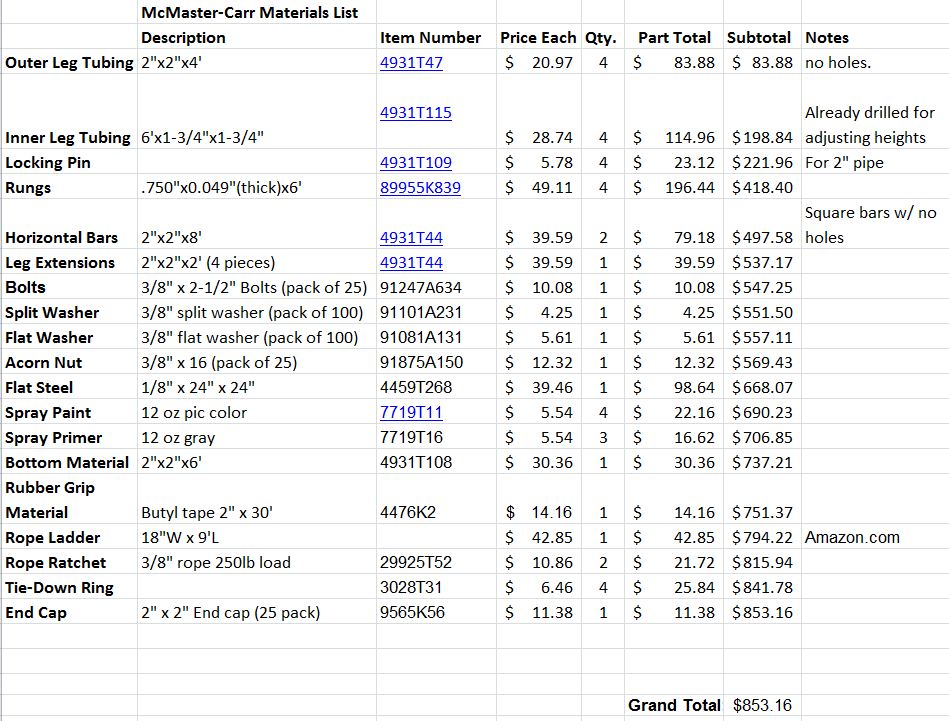 McMaster-Carr Materials List
Description Item Number Price Each Qty. Part Total Subtotal Notes
Outer Leg Tubing 2"x2"x4' 4931T47 $ 20.97 4 $ 83.88 $ 83.88 no holes.
4931T115 Already drilled for
Inner Leg Tubing 6'x1-3/4"x1-3/4" $ 28.74 4 $ 114.96 $198.84 adjusting heights
Locking Pin 4931T109 $ 5.78 4 $ 23.12 $221.96 For 2" pipe
Rungs .750"x0.049"(thick)x6' 89955K839 $ 49.11 4 $ 196.44 $418.40
Square bars w/ no
Horizontal Bars 2"x2"x8' 4931T44 $ 39.59 2 $ 79.18 $497.58 holes
Leg Extensions 2"x2"x2' (4 pieces) 4931T44 $ 39.59 1 $ 39.59 $537.17
Bolts 3/8" x 2-1/2" Bolts (pack of 25) 91247A634 $ 10.08 1 $ 10.08 $547.25
Split Washer 3/8" split washer (pack of 100) 91101A231 $ 4.25 1 $ 4.25 $551.50
Flat Washer 3/8" flat washer (pack of 100) 91081A131 $ 5.61 1 $ 5.61 $557.11
Acorn Nut 3/8" x 16 (pack of 25) 91875A150 $ 12.32 1 $ 12.32 $569.43
Flat Steel 1/8" x 24" x 24" 4459T268 $ 39.46 1 $ 98.64 $668.07
Spray Paint 12 oz pic color 7719T11 $ 5.54 4 $ 22.16 $690.23
Spray Primer 12 oz gray 7719T16 $ 5.54 3 $ 16.62 $706.85
Bottom Material 2"x2"x6' 4931T108 $ 30.36 1 $ 30.36 $737.21
Rubber Grip
Material Butyl tape 2" x 30' 4476K2 $ 14.16 1 $ 14.16 $751.37
Rope Ladder 18"W x 9'L $ 42.85 1 $ 42.85 $794.22 Amazon.com
Rope Ratchet 3/8" rope 250lb load 29925T52 $ 10.86 2 $ 21.72 $815.94
Tie-Down Ring 3028T31 $ 6.46 4 $ 25.84 $841.78
End Cap 2" x 2" End cap (25 pack) 9565K56 $ 11.38 1 $ 11.38 $853.16
Grand Total $853.16